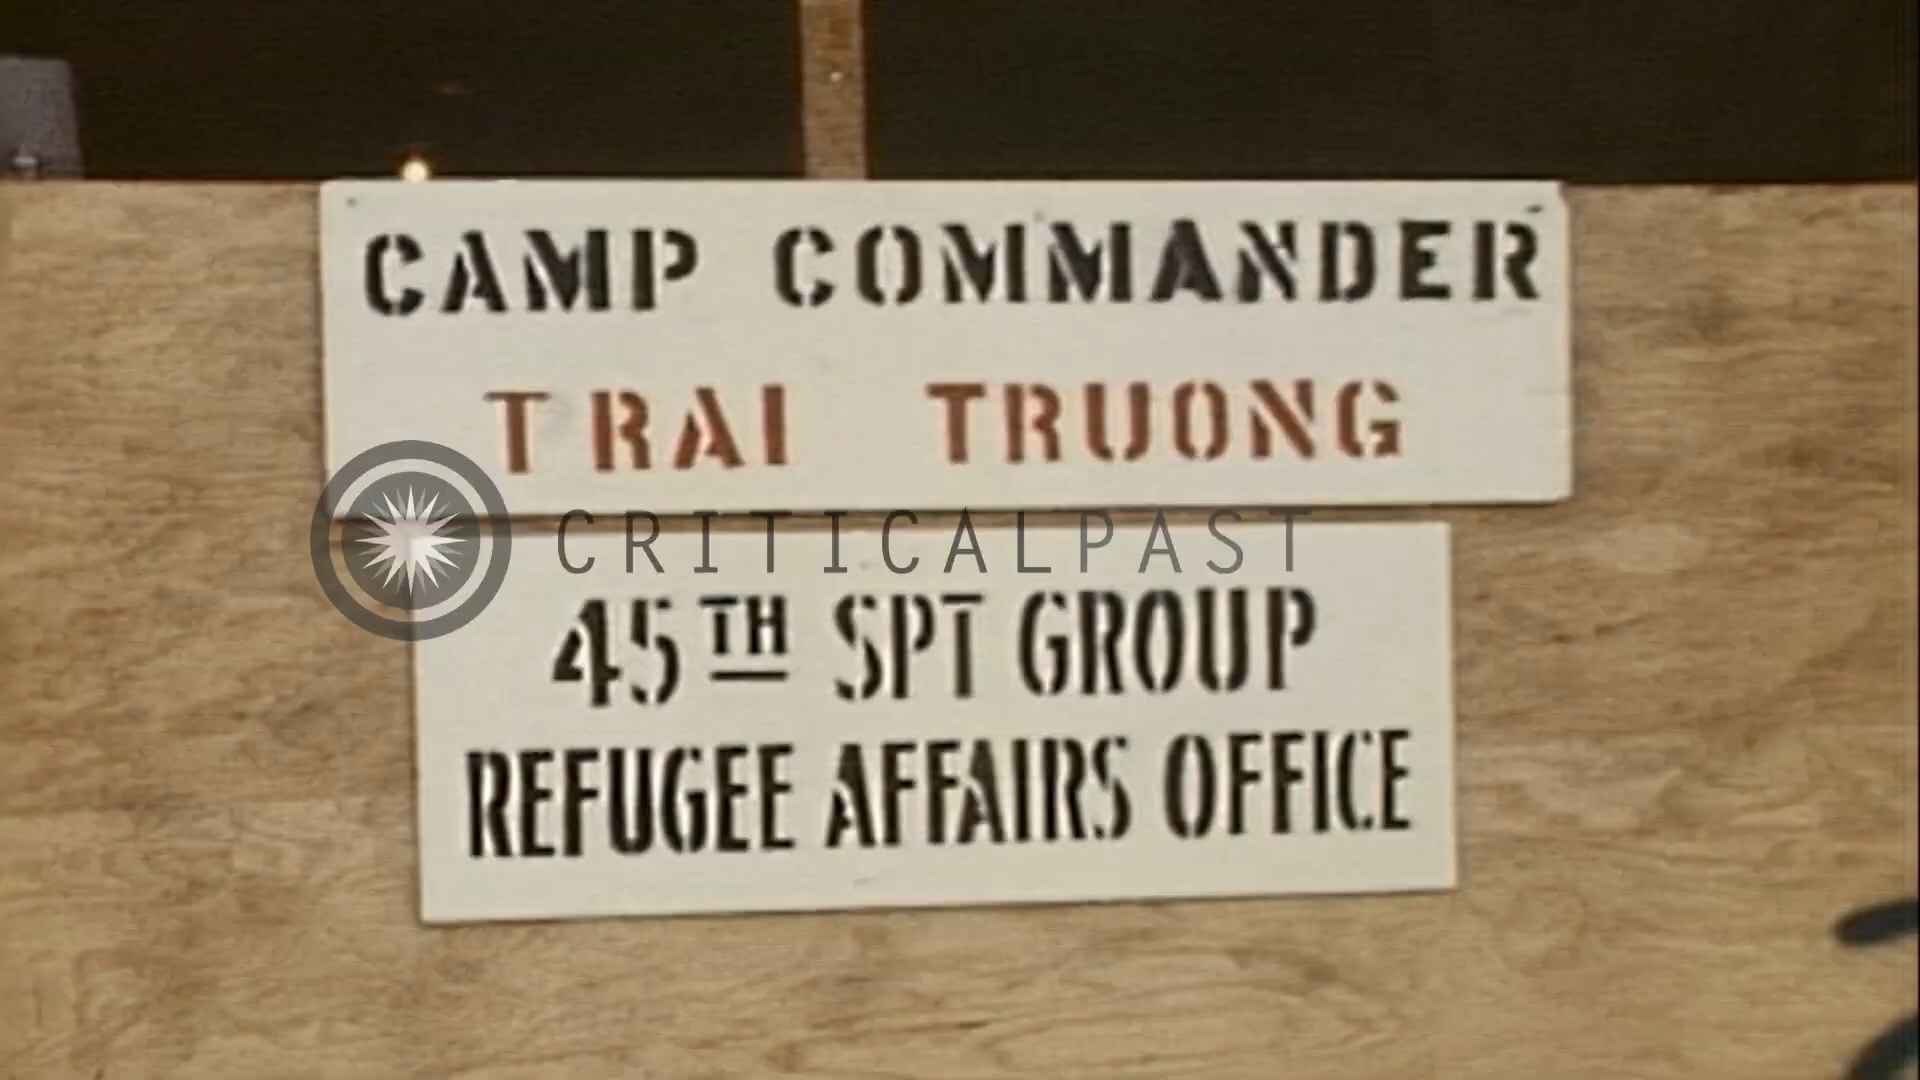 CAMP COMMANDER
TRAI TRUONG
CRITICALPAST
45TH SPT GROUP
REFUGEE AFFAIRS OFFICE